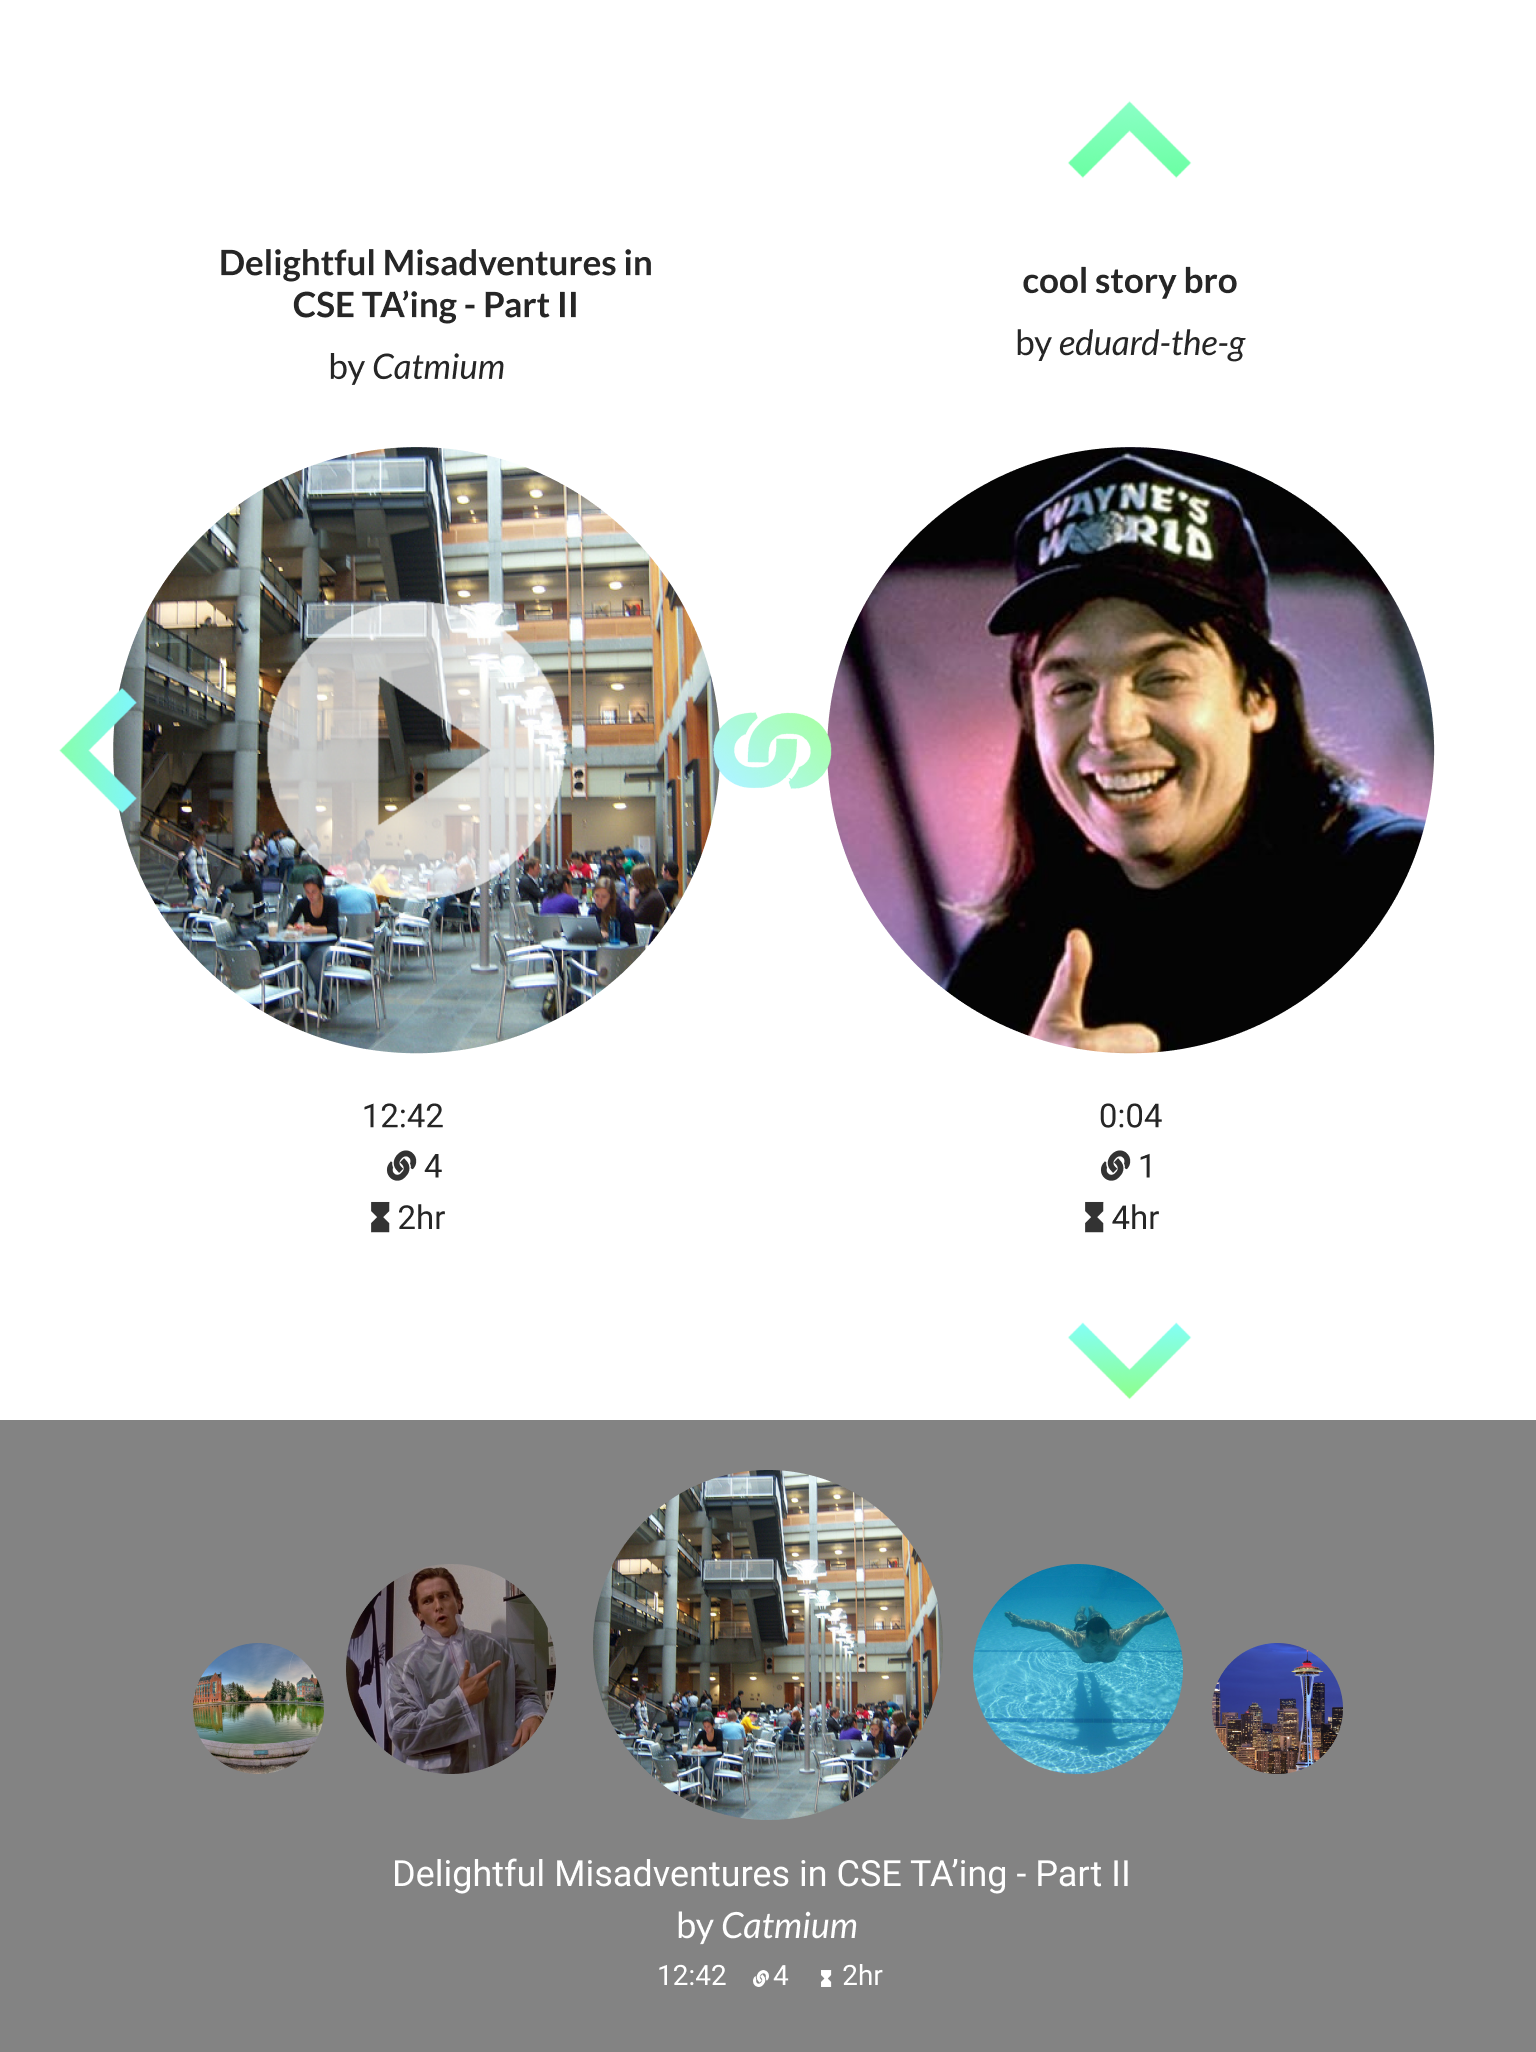 Delightful Misadventures in
CSE TA’ing - Part II
by Catmium
cool story bro
by eduard-the-g
WAYNE'S
WORLD
12:42
4
2hr
0:04
1
4hr
Delightful Misadventures in CSE TA’ing - Part II
by Catmium
12:42 4 2hr